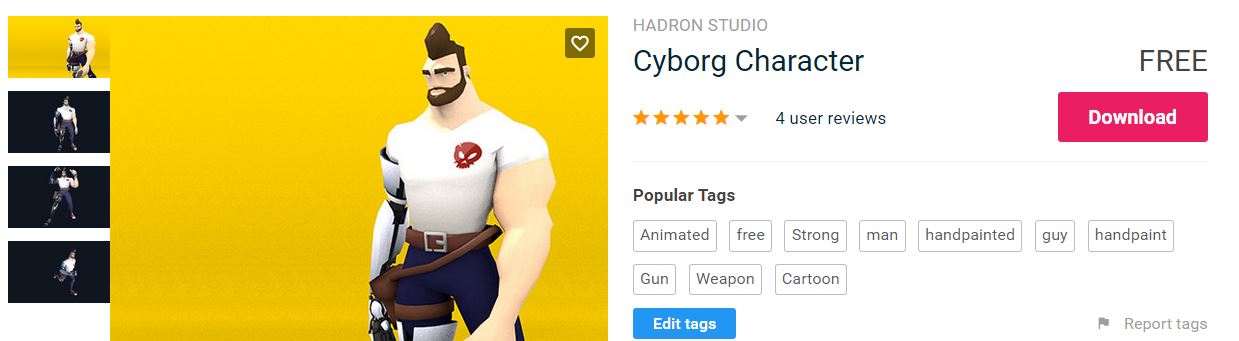 HADRON STUDIO
Cyborg Character
FREE
4 user reviews
Download
Popular Tags
Animated free Strong man handpainted guy handpaint
Gun Weapon Cartoon
Edit tags
Report tags